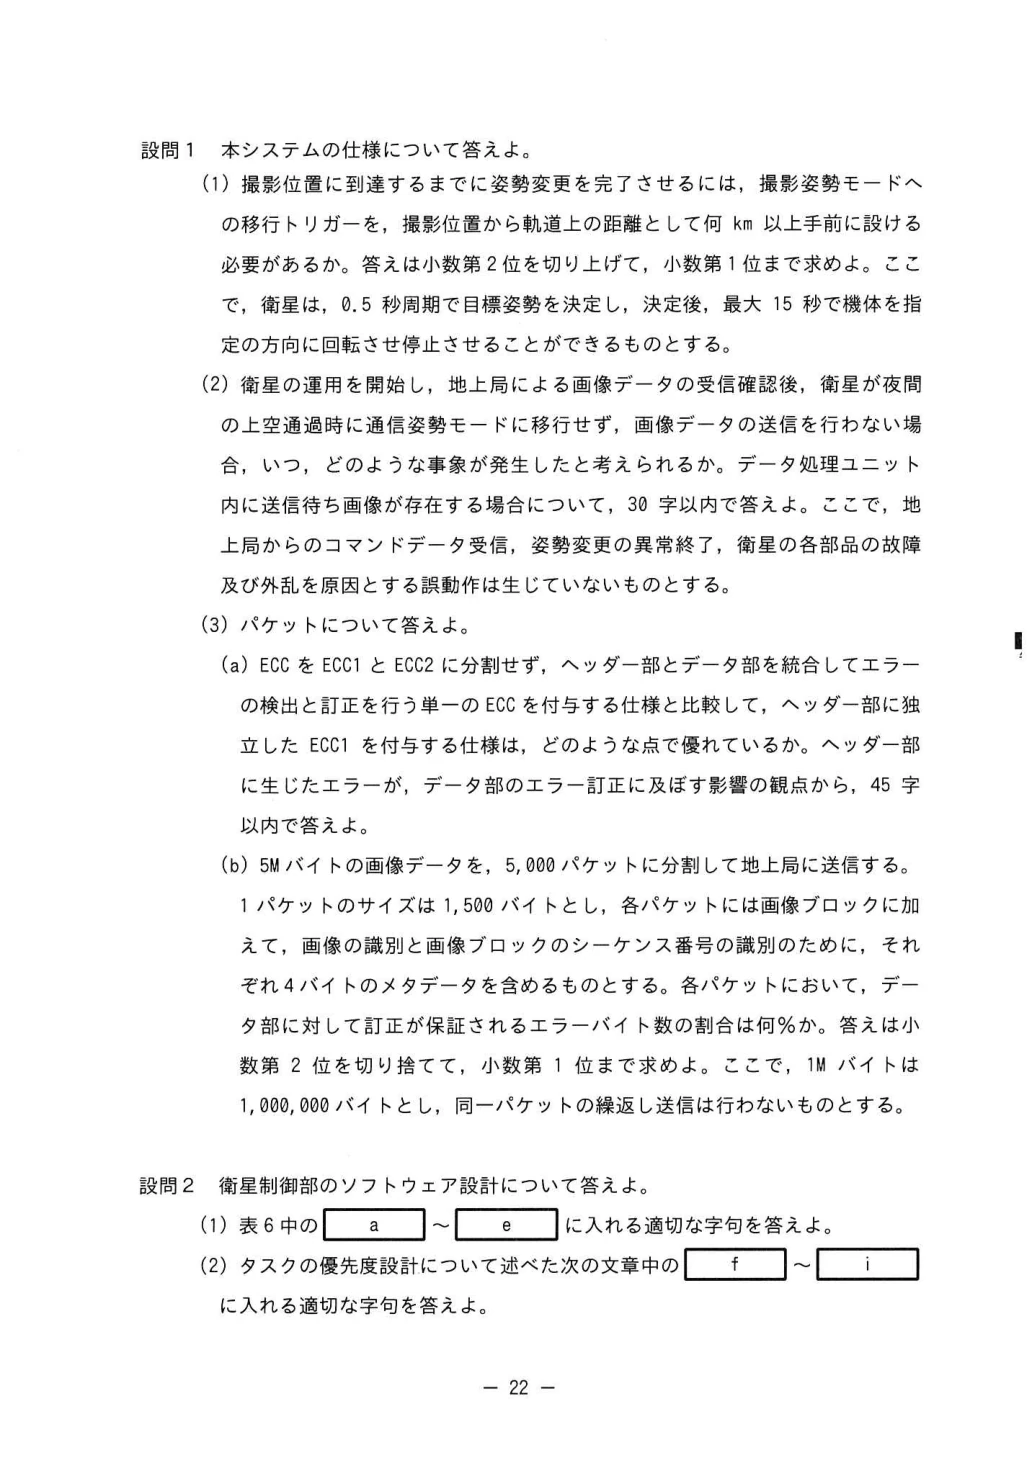 設問1 本システムの仕様について答えよ。
(1) 撮影位置に到達するまでに姿勢変更を完了させるには，撮影姿勢モードへ
の移行トリガーを，撮影位置から軌道上の距離として何 km 以上手前に設ける
必要があるか。答えは小数第2位を切り上げて，小数第1位まで求めよ。ここ
で，衛星は，0.5 秒周期で目標姿勢を決定し，決定後，最大 15 秒で機体を指
定の方向に回転させ停止させることができるものとする。
(2) 衛星の運用を開始し，地上局による画像データの受信確認後，衛星が夜間
の上空通過時に通信姿勢モードに移行せず，画像データの送信を行わない場
合，いつ，どのような事象が発生したと考えられるか。データ処理ユニット
内に送信待ち画像が存在する場合について，30 字以内で答えよ。ここで，地
上局からのコマンドデータ受信，姿勢変更の異常終了，衛星の各部品の故障
及び外乱を原因とする誤動作は生じていないものとする。
(3) パケットについて答えよ。
(a) ECC を ECC1 と ECC2 に分割せず，ヘッダー部とデータ部を統合してエラー
の検出と訂正を行う単一の ECC を付与する仕様と比較して，ヘッダー部に独
立した ECC1 を付与する仕様は，どのような点で優れているか。ヘッダー部
に生じたエラーが，データ部のエラー訂正に及ぼす影響の観点から，45 字
以内で答えよ。
(b) 5M バイトの画像データを，5,000 パケットに分割して地上局に送信する。
1 パケットのサイズは 1,500 バイトとし，各パケットには画像ブロックに加
えて，画像の識別と画像ブロックのシーケンス番号の識別のために，それ
ぞれ4バイトのメタデータを含めるものとする。各パケットにおいて，デー
タ部に対して訂正が保証されるエラーバイト数の割合は何%か。答えは小
数第 2 位を切り捨てて，小数第 1 位まで求めよ。ここで，1M バイトは
1,000,000 バイトとし，同一パケットの繰返し送信は行わないものとする。
設問2 衛星制御部のソフトウェア設計について答えよ。
(1) 表6中の a ～ e に入れる適切な字句を答えよ。
(2) タスクの優先度設計について述べた次の文章中の f ～ i
に入れる適切な字句を答えよ。
－ 22 －